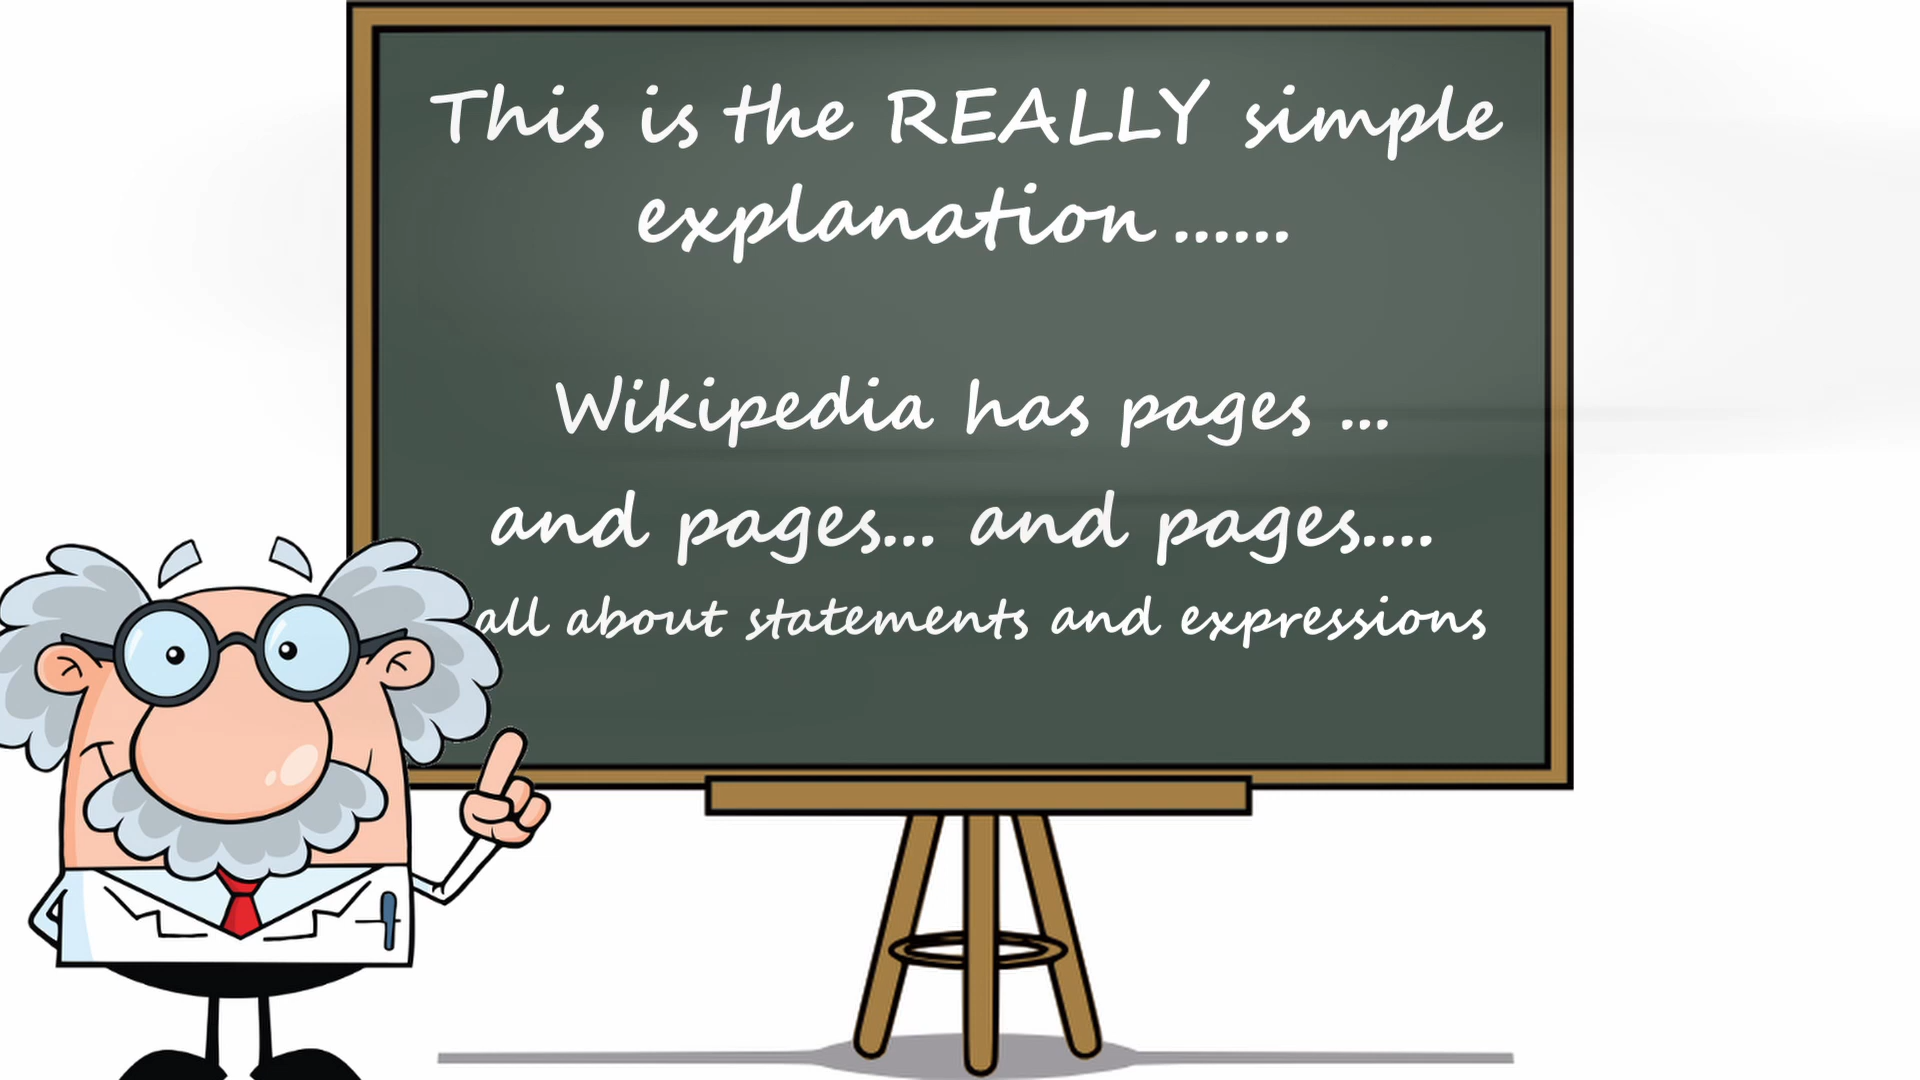 This is the REALLY simple
explanation......
Wikipedia has pages ...
and pages... and pages....
all about statements and expressions